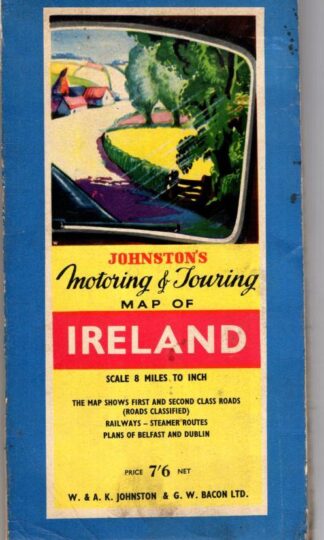 JOHNSTON'S
Motoring & Touring
MAP OF
IRELAND
SCALE 8 MILES TO INCH
THE MAP SHOWS FIRST AND SECOND CLASS ROADS
(ROADS CLASSIFIED)
RAILWAYS – STEAMER ROUTES
PLANS OF BELFAST AND DUBLIN
PRICE 7'6 NET
W. & A. K. JOHNSTON & G. W. BACON LTD.